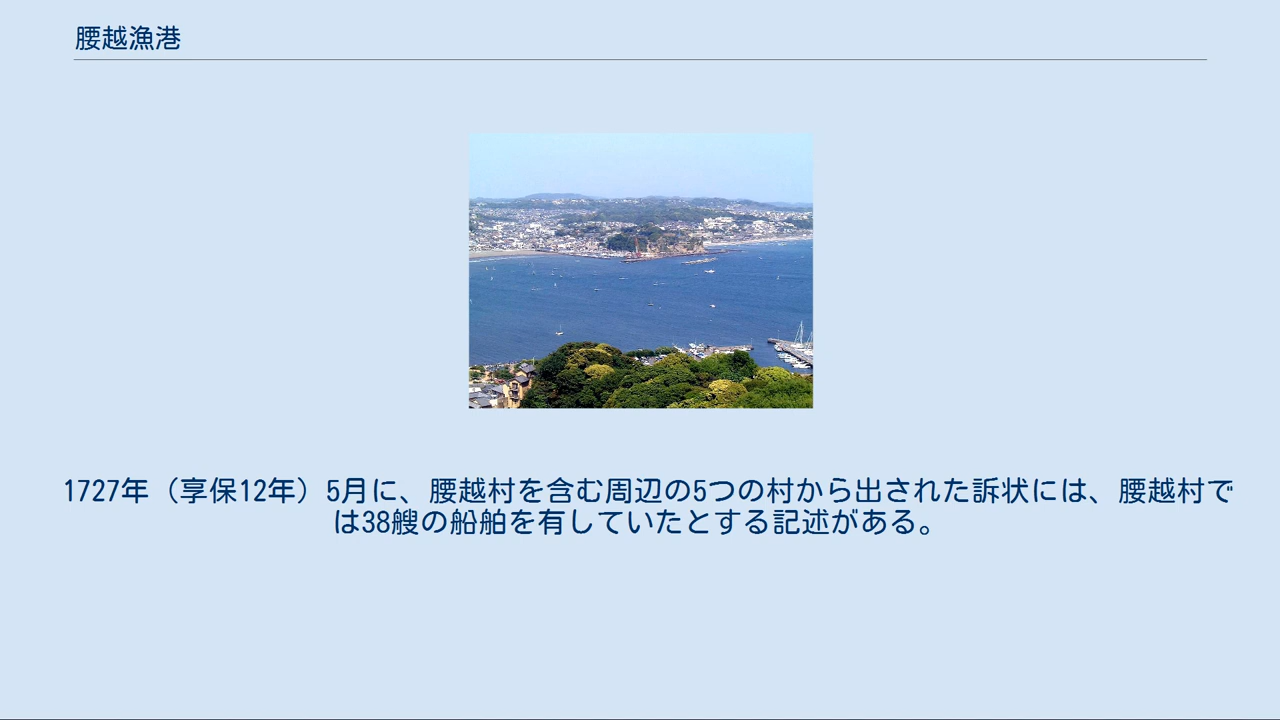 腰越漁港
1727年（享保12年）5月に、腰越村を含む周辺の5つの村から出された訴状には、腰越村で
は38艘の船舶を有していたとする記述がある。